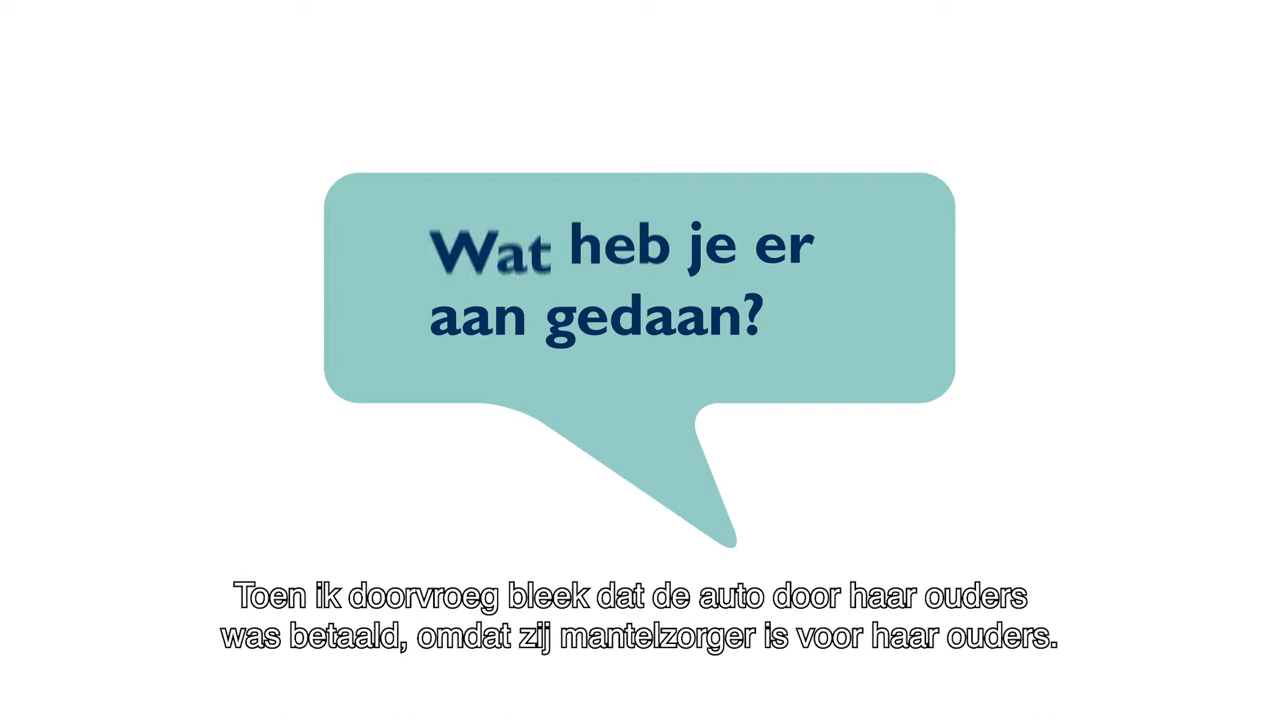 Wat heb je er
aan gedaan?
Toen ik doorvroeg bleek dat de auto door haar ouders
was betaald, omdat zij mantelzorger is voor haar ouders.